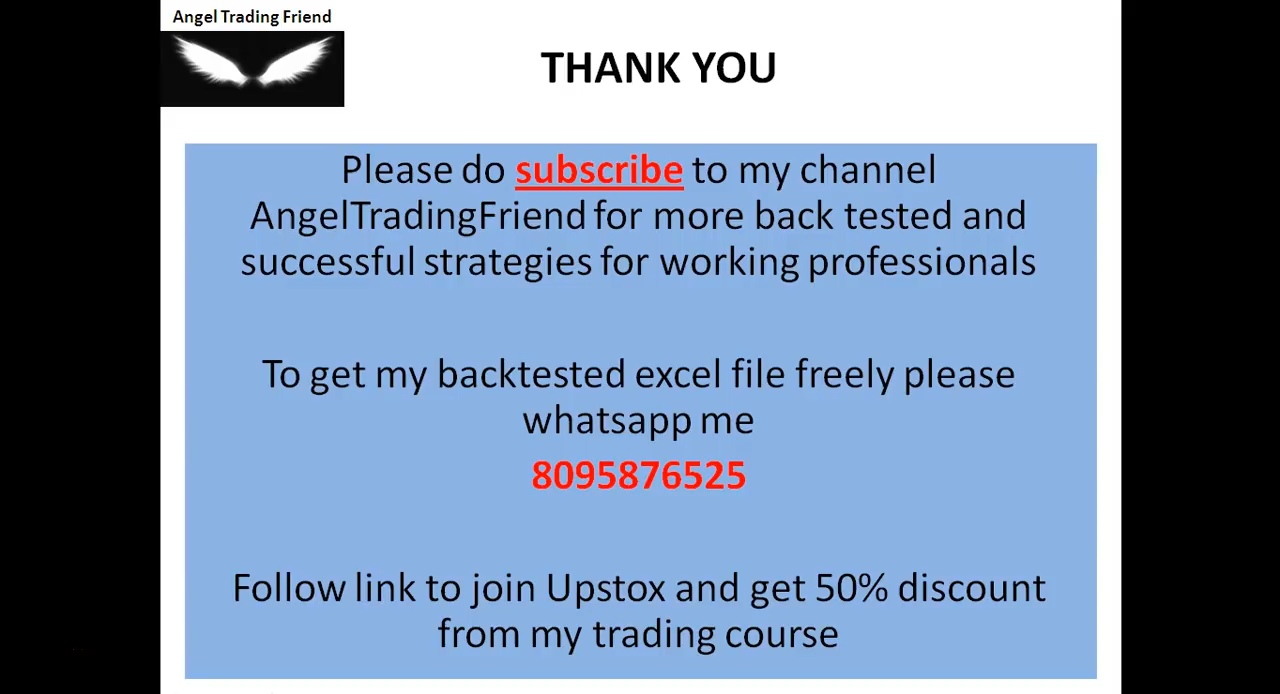 Angel Trading Friend
THANK YOU
Please do subscribe to my channel
AngelTradingFriend for more back tested and
successful strategies for working professionals
To get my backtested excel file freely please
whatsapp me
8095876525
Follow link to join Upstox and get 50% discount
from my trading course